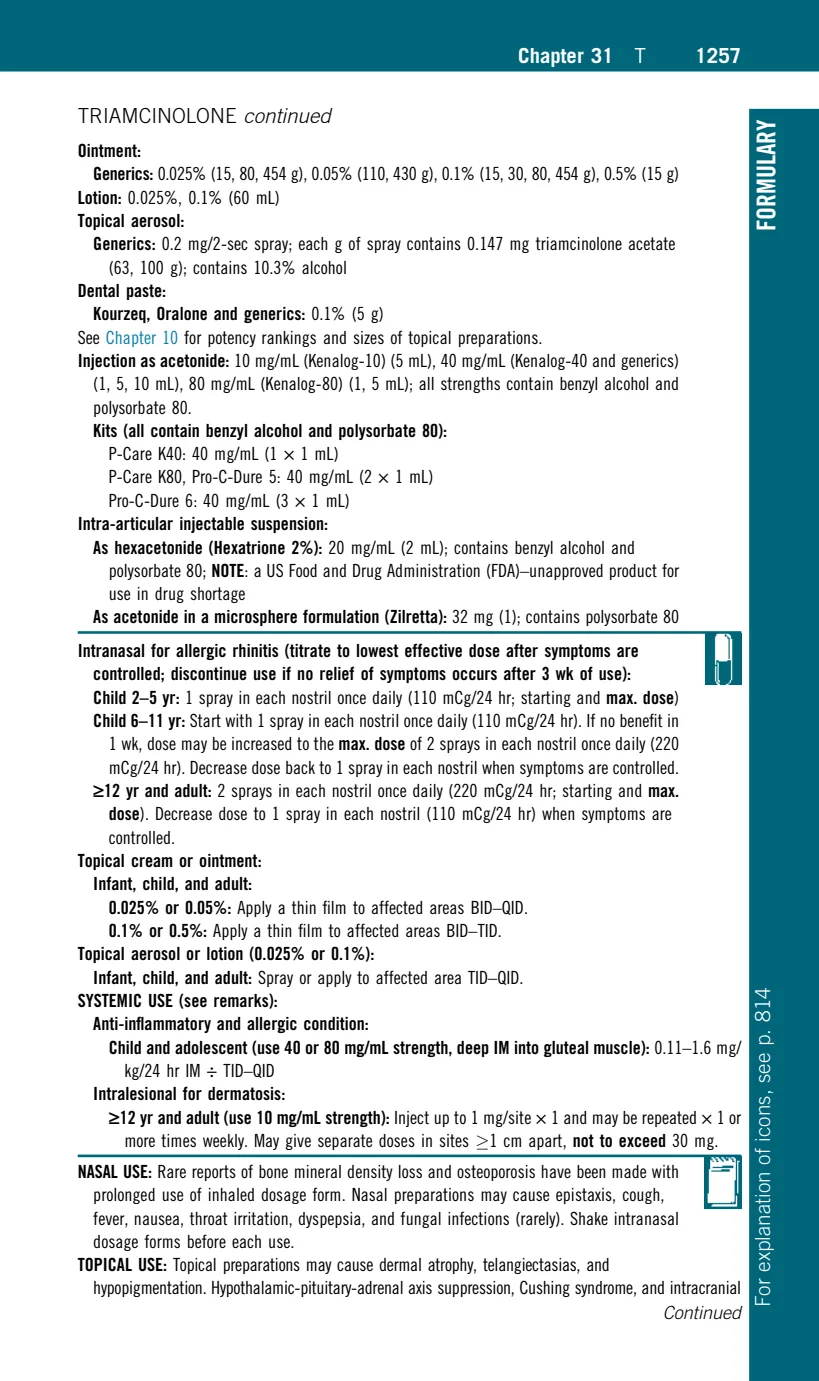 Chapter 31 T 1257
TRIAMCINOLONE continued
Ointment:
Generics: 0.025% (15, 80, 454 g), 0.05% (110, 430 g), 0.1% (15, 30, 80, 454 g), 0.5% (15 g)
Lotion: 0.025%, 0.1% (60 mL)
Topical aerosol:
Generics: 0.2 mg/2-sec spray; each g of spray contains 0.147 mg triamcinolone acetate
(63, 100 g); contains 10.3% alcohol
Dental paste:
Kourzeq, Oralone and generics: 0.1% (5 g)
See Chapter 10 for potency rankings and sizes of topical preparations.
Injection as acetonide: 10 mg/mL (Kenalog-10) (5 mL), 40 mg/mL (Kenalog-40 and generics)
(1, 5, 10 mL), 80 mg/mL (Kenalog-80) (1, 5 mL); all strengths contain benzyl alcohol and
polysorbate 80.
Kits (all contain benzyl alcohol and polysorbate 80):
P-Care K40: 40 mg/mL (1 × 1 mL)
P-Care K80, Pro-C-Dure 5: 40 mg/mL (2 × 1 mL)
Pro-C-Dure 6: 40 mg/mL (3 × 1 mL)
Intra-articular injectable suspension:
As hexacetonide (Hexatrione 2%): 20 mg/mL (2 mL); contains benzyl alcohol and
polysorbate 80; NOTE: a US Food and Drug Administration (FDA)–unapproved product for
use in drug shortage
As acetonide in a microsphere formulation (Zilretta): 32 mg (1); contains polysorbate 80
Intranasal for allergic rhinitis (titrate to lowest effective dose after symptoms are
controlled; discontinue use if no relief of symptoms occurs after 3 wk of use):
Child 2–5 yr: 1 spray in each nostril once daily (110 mCg/24 hr; starting and max. dose)
Child 6–11 yr: Start with 1 spray in each nostril once daily (110 mCg/24 hr). If no benefit in
1 wk, dose may be increased to the max. dose of 2 sprays in each nostril once daily (220
mCg/24 hr). Decrease dose back to 1 spray in each nostril when symptoms are controlled.
≥12 yr and adult: 2 sprays in each nostril once daily (220 mCg/24 hr; starting and max.
dose). Decrease dose to 1 spray in each nostril (110 mCg/24 hr) when symptoms are
controlled.
Topical cream or ointment:
Infant, child, and adult:
0.025% or 0.05%: Apply a thin film to affected areas BID–QID.
0.1% or 0.5%: Apply a thin film to affected areas BID–TID.
Topical aerosol or lotion (0.025% or 0.1%):
Infant, child, and adult: Spray or apply to affected area TID–QID.
SYSTEMIC USE (see remarks):
Anti-inflammatory and allergic condition:
Child and adolescent (use 40 or 80 mg/mL strength, deep IM into gluteal muscle): 0.11–1.6 mg/
kg/24 hr IM ÷ TID–QID
Intralesional for dermatosis:
≥12 yr and adult (use 10 mg/mL strength): Inject up to 1 mg/site × 1 and may be repeated × 1 or
more times weekly. May give separate doses in sites ≥1 cm apart, not to exceed 30 mg.
NASAL USE: Rare reports of bone mineral density loss and osteoporosis have been made with
prolonged use of inhaled dosage form. Nasal preparations may cause epistaxis, cough,
fever, nausea, throat irritation, dyspepsia, and fungal infections (rarely). Shake intranasal
dosage forms before each use.
TOPICAL USE: Topical preparations may cause dermal atrophy, telangiectasias, and
hypopigmentation. Hypothalamic-pituitary-adrenal axis suppression, Cushing syndrome, and intracranial
Continued
FORMULARY
For explanation of icons, see p. 814